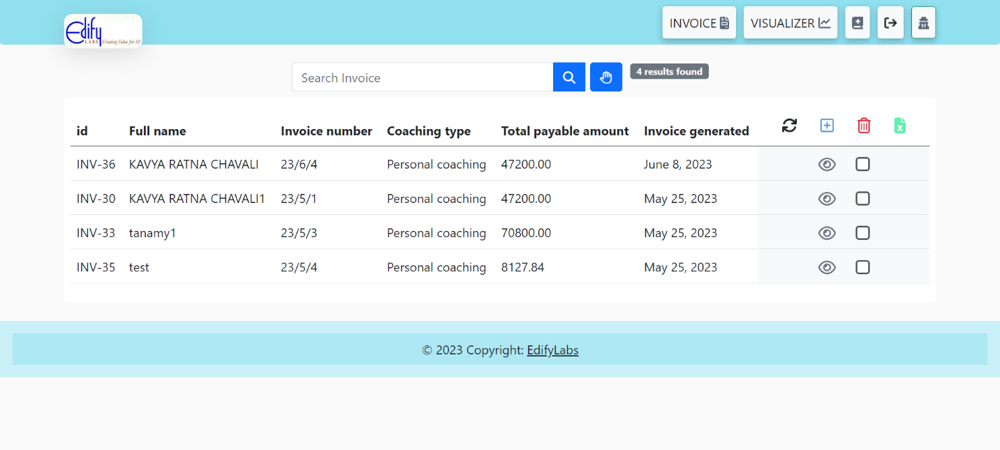 Edify
LABS Creating Value for All
INVOICE
VISUALIZER
Search Invoice
4 results found
id Full name Invoice number Coaching type Total payable amount Invoice generated
INV-36 KAVYA RATNA CHAVALI 23/6/4 Personal coaching 47200.00 June 8, 2023
INV-30 KAVYA RATNA CHAVALI1 23/5/1 Personal coaching 47200.00 May 25, 2023
INV-33 tanamy1 23/5/3 Personal coaching 70800.00 May 25, 2023
INV-35 test 23/5/4 Personal coaching 8127.84 May 25, 2023
© 2023 Copyright: EdifyLabs